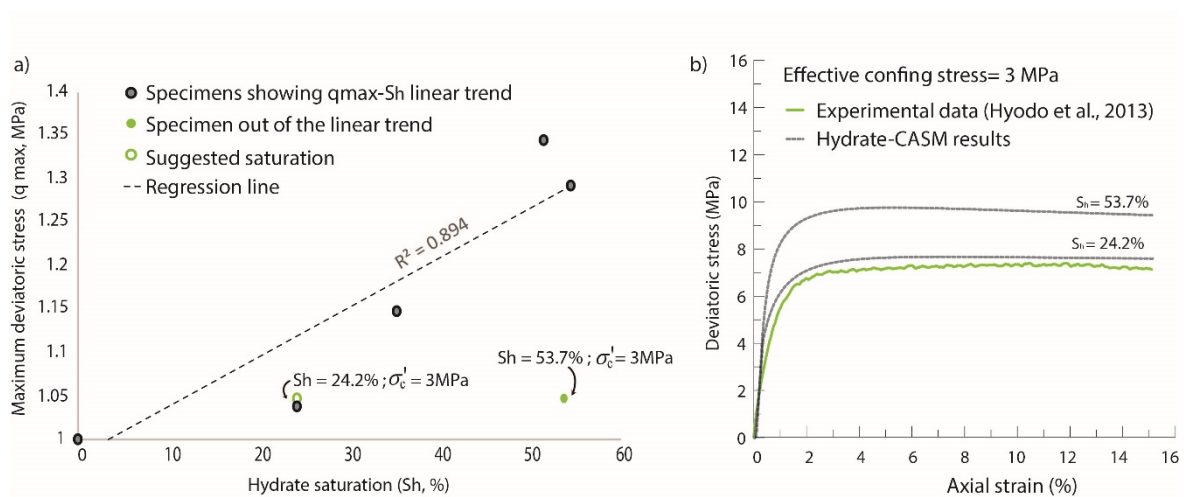 a)
Specimens showing qmax-Sh linear trend
Specimen out of the linear trend
Suggested saturation
Regression line
Maximum deviatoric stress (q max, MPa)
1.4
1.35
1.3
1.25
1.2
1.15
1.1
1.05
1
R² = 0.894
Sh = 24.2% ; σc' = 3MPa
Sh = 53.7% ; σc' = 3MPa
0 10 20 30 40 50 60
Hydrate saturation (Sh, %)
b)
Effective confing stress= 3 MPa
Experimental data (Hyodo et al., 2013)
Hydrate-CASM results
Deviatoric stress (MPa)
16
14
16
12
10
8
6
4
2
0
Sh = 53.7%
Sh = 24.2%
0 2 4 6 8 10 12 14 16
Axial strain (%)